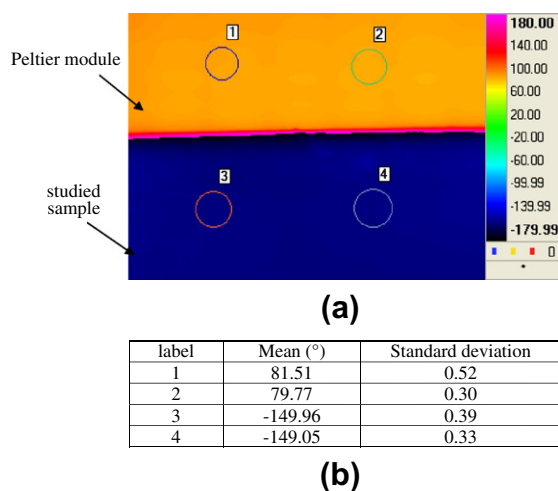 1
2
Peltier module
3
4
studied
sample
180.00
140.00
100.00
60.00
20.00
-20.00
-60.00
-99.99
-139.99
-179.99
0
(a)
label Mean (°) Standard deviation
1 81.51 0.52
2 79.77 0.30
3 -149.96 0.39
4 -149.05 0.33
(b)